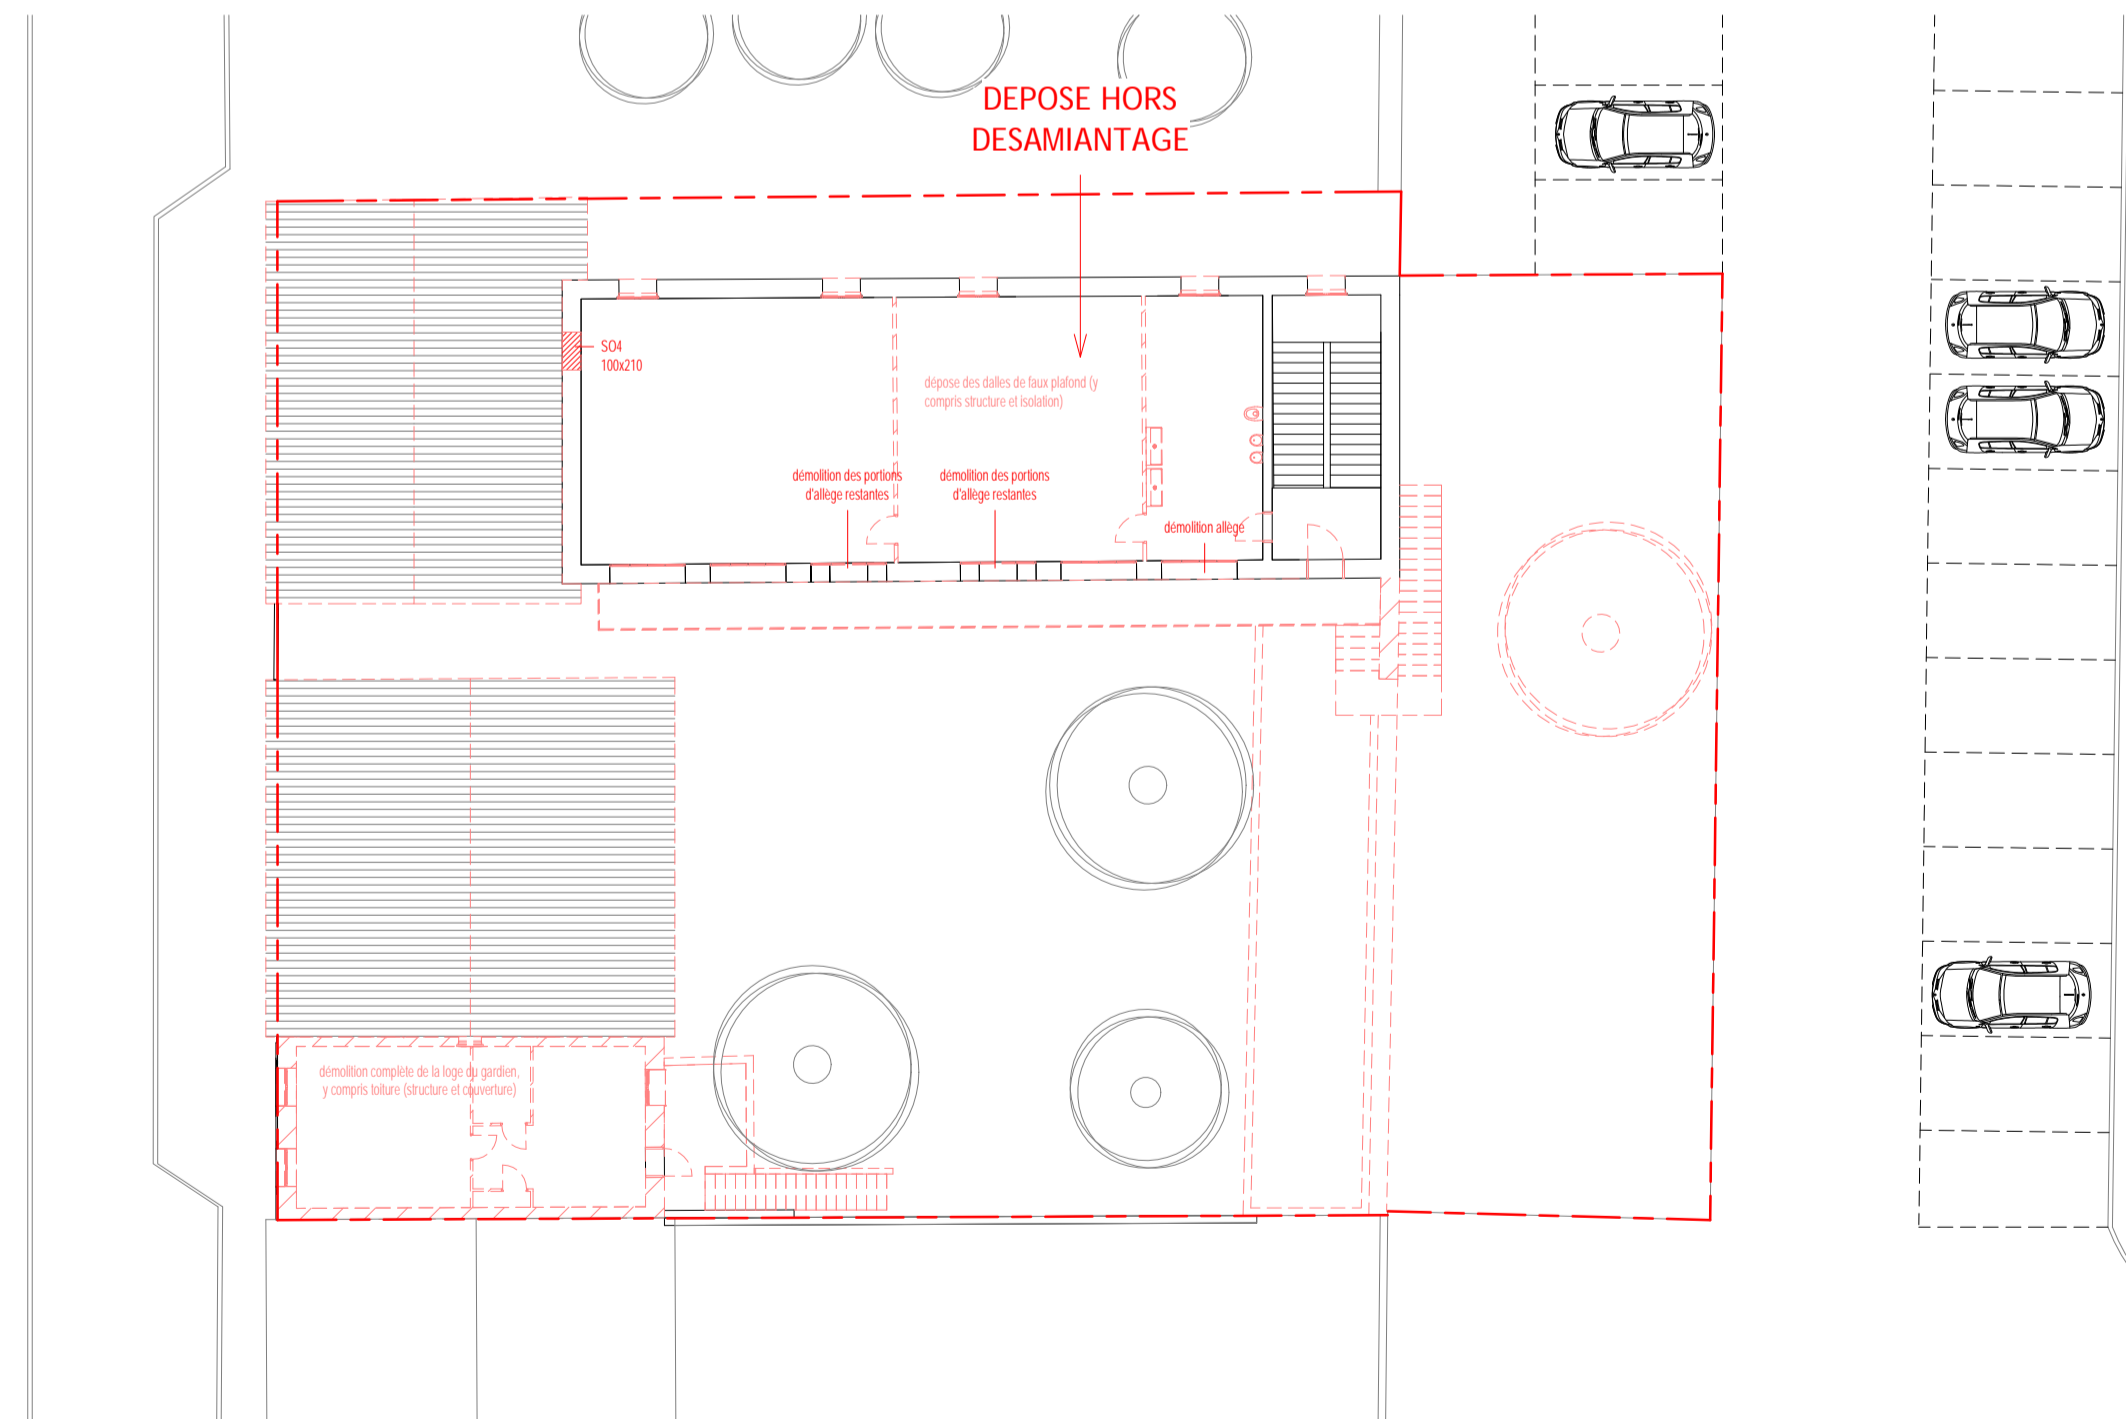 DEPOSE HORS
DESAMIANTAGE
SO4
100x210
dépose des dalles de faux plafond (y
compris structure et isolation)
démolition des portions
d'allège restantes
démolition des portions
d'allège restantes
démolition allège
démolition complète de la loge du gardien,
y compris toiture (structure et couverture)